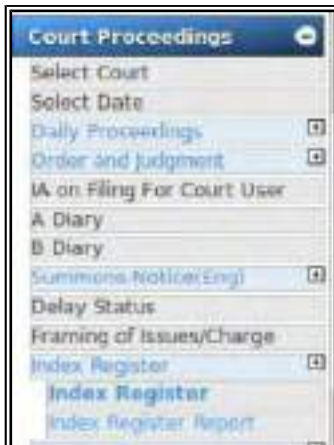 Court Proceedings
Select Court
Select Date
Daily Proceedings
Order and Judgment
IA on Filing For Court User
A Diary
B Diary
Summons-Notice(Eng)
Delay Status
Framing of Issues/Charge
Index Register
Index Register
Index Register Report